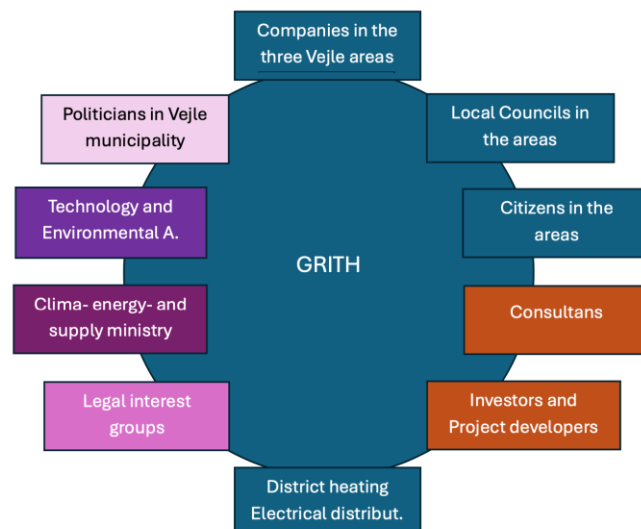 Companies in the
three Vejle areas
Politicians in Vejle
municipality
Local Councils in
the areas
Technology and
Environmental A.
Citizens in the
areas
GRITH
Clima- energy- and
supply ministry
Consultans
Legal interest
groups
Investors and
Project developers
District heating
Electrical distribut.